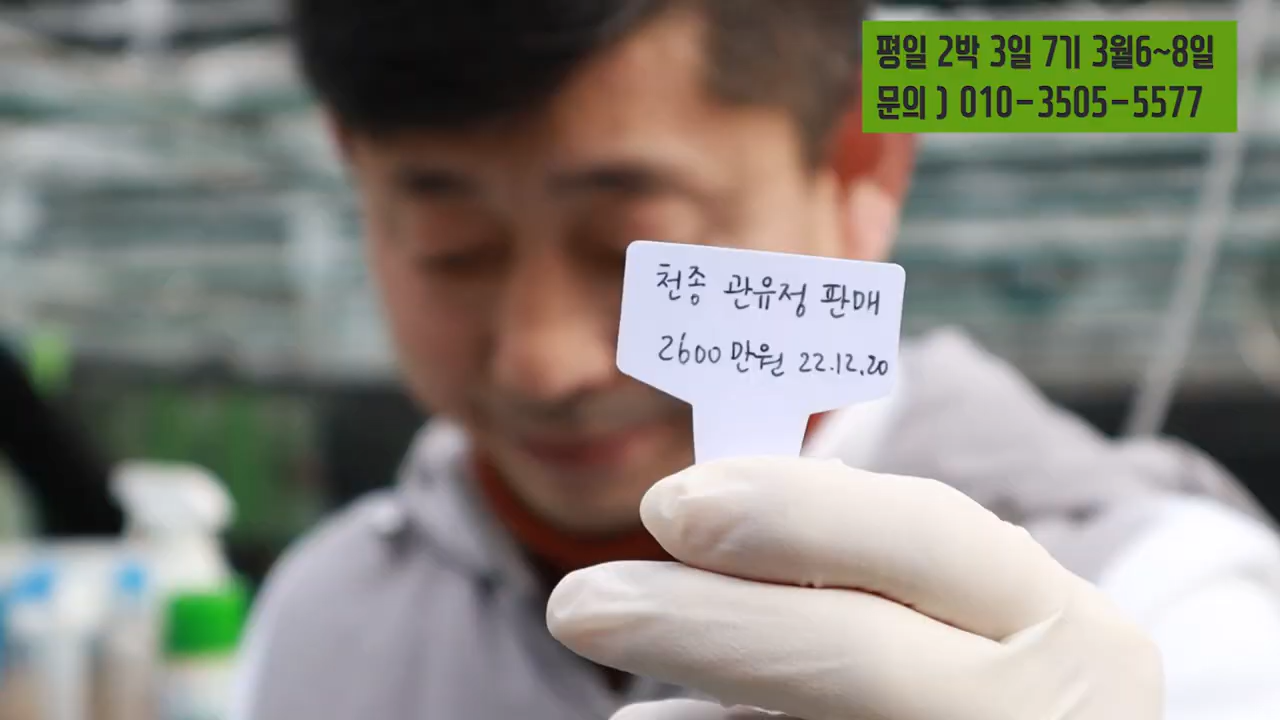 평일 2박 3일 7기 3월6~8일
문의 ) 010-3505-5577
천종 관유정 판매
2600만원 22.12.20